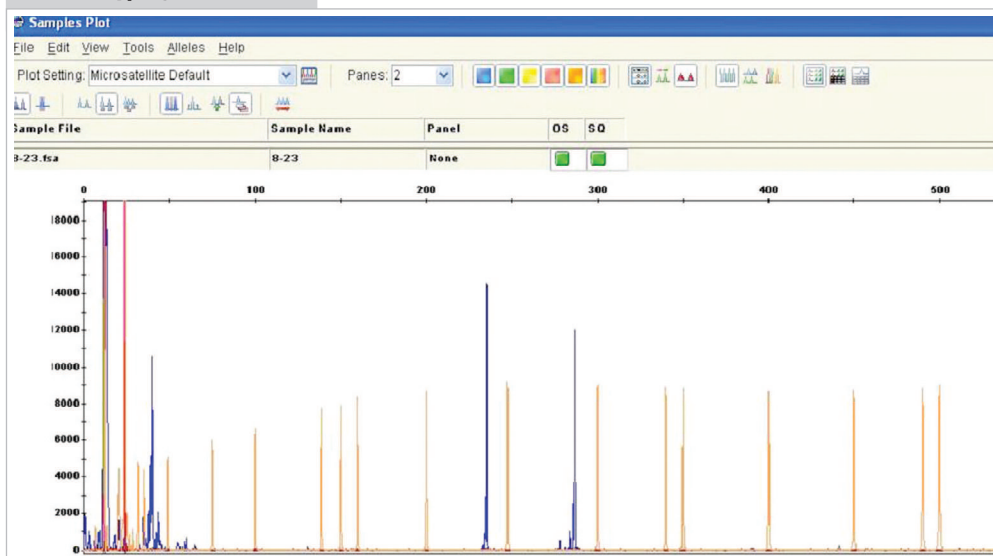 Samples Plot
File Edit View Tools Alleles Help
Plot Setting: Microsatellite Default Panes: 2
Sample File Sample Name Panel OS SQ
8-23.fsa 8-23 None
0 100 200 300 400 500
18000
16000
14000
12000
10000
8000
6000
4000
2000
0